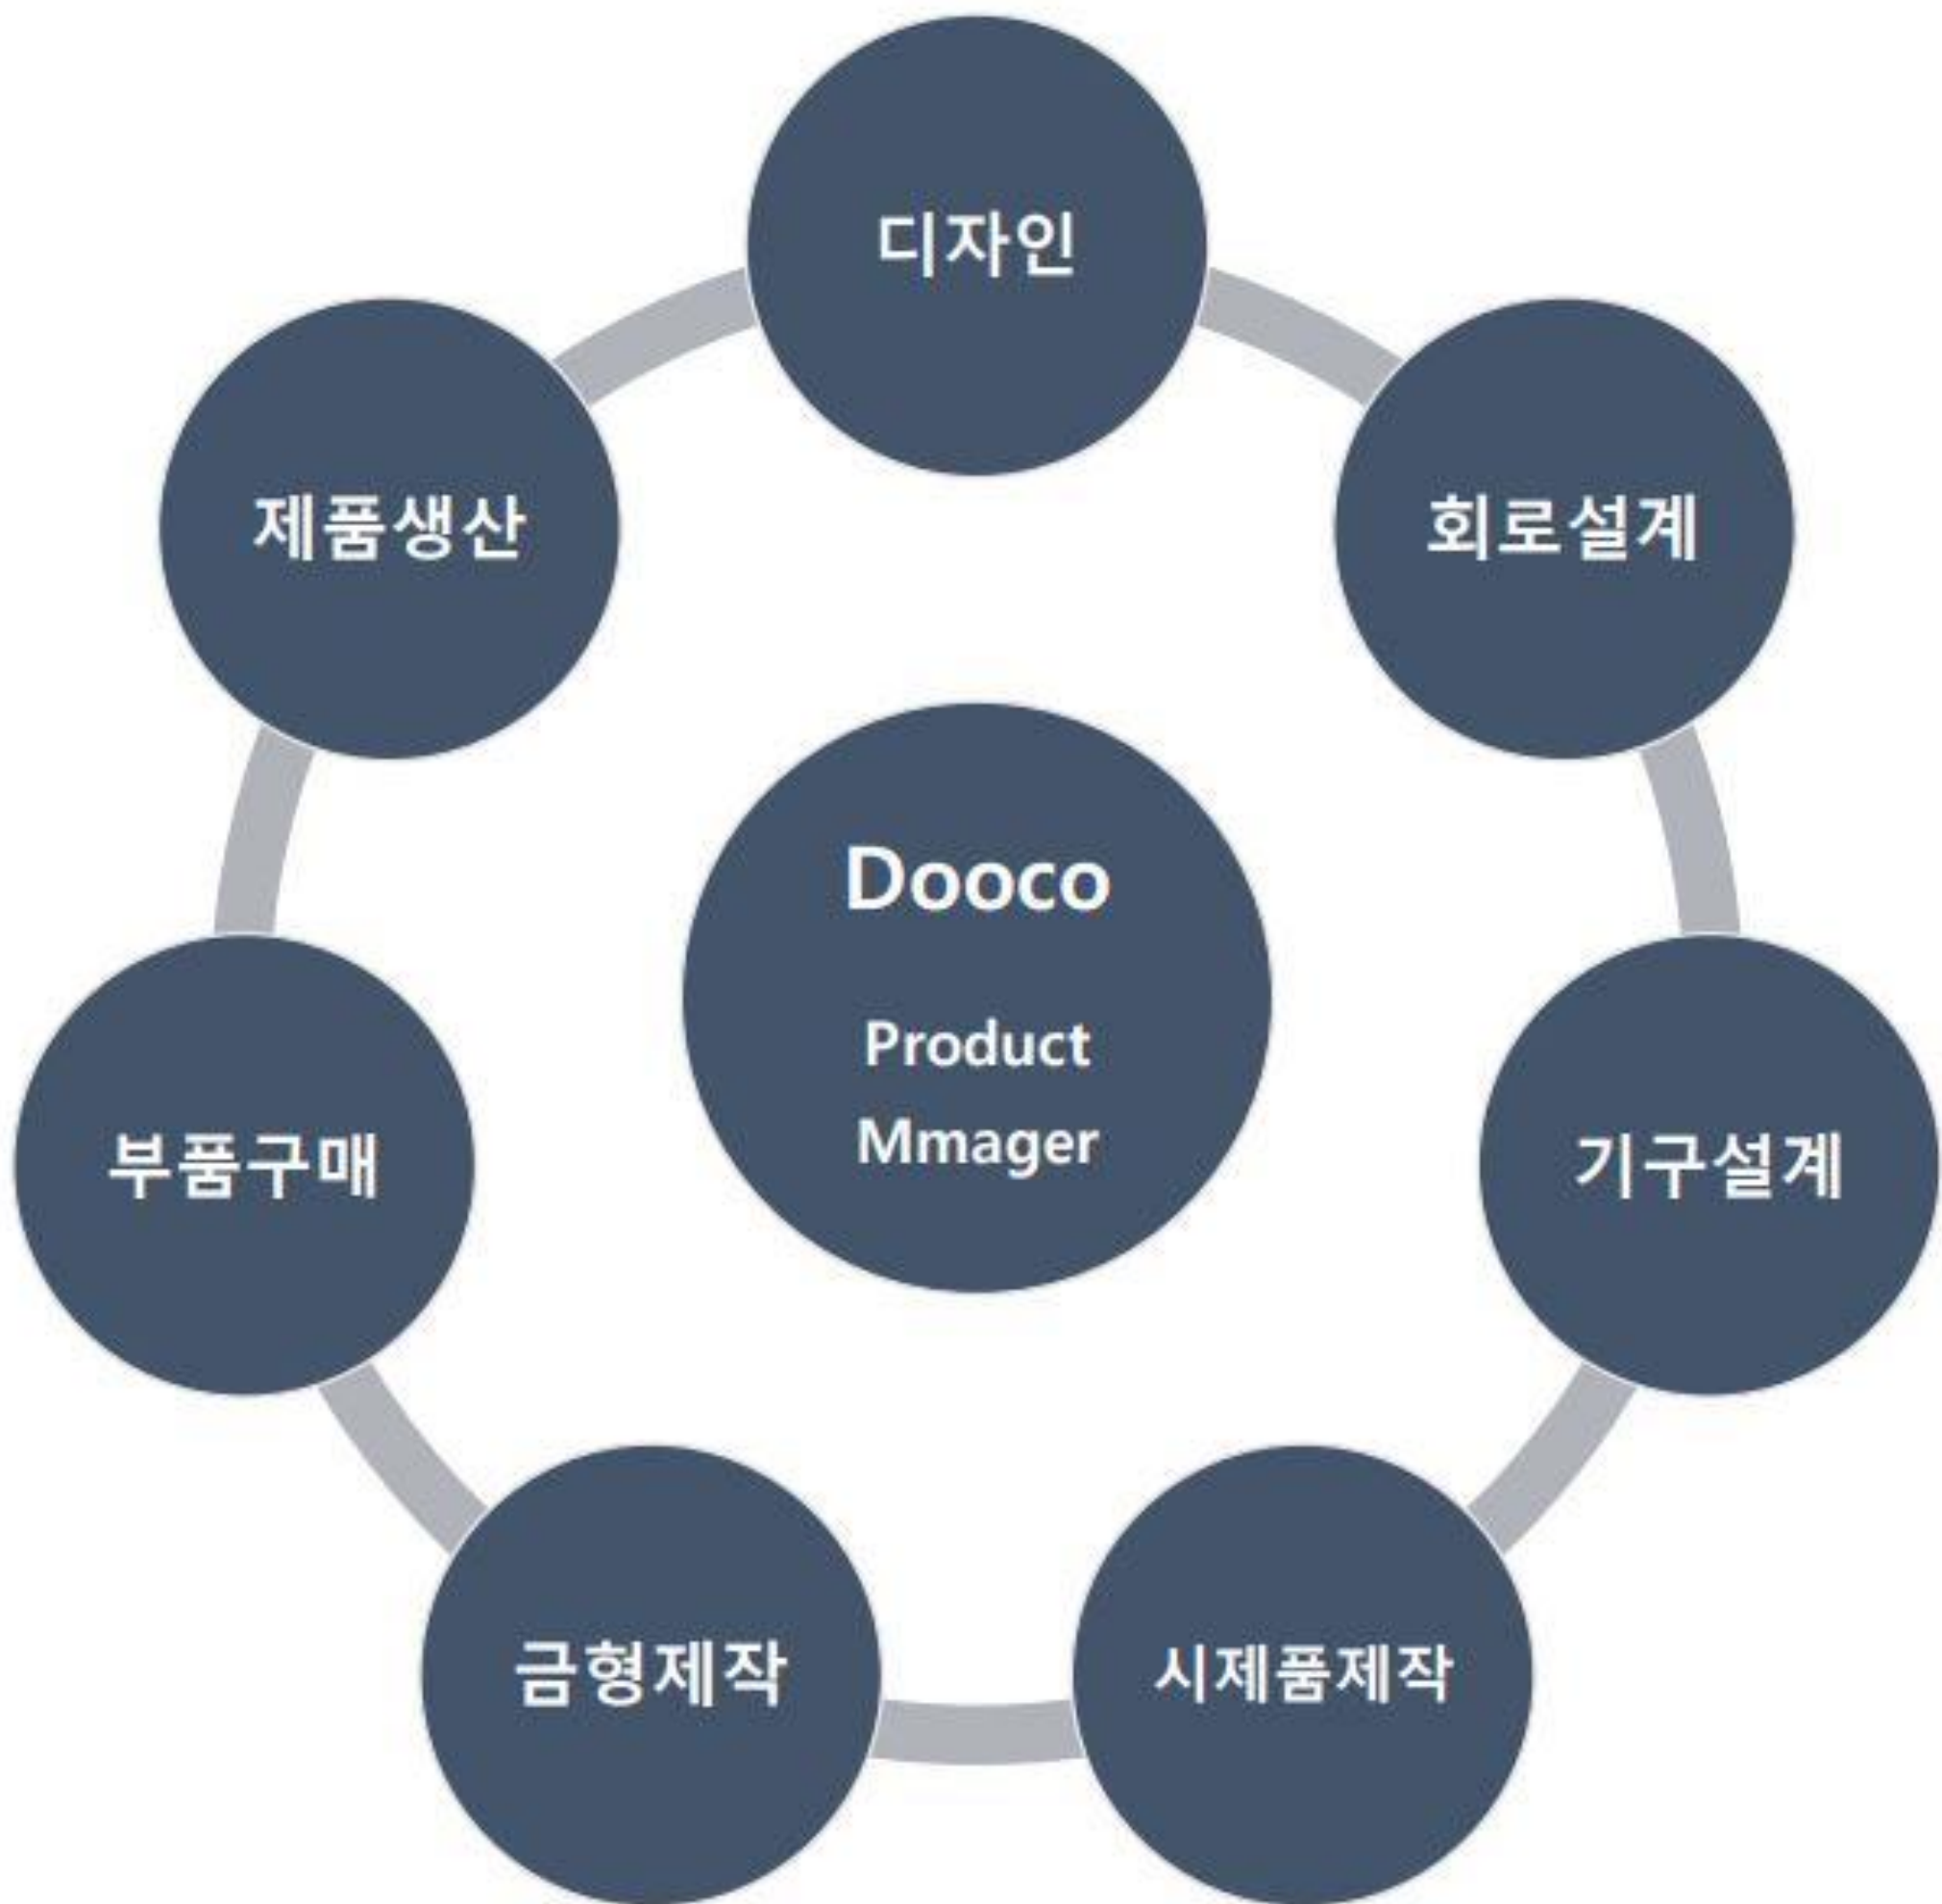 디자인
회로설계
기구설계
시제품제작
금형제작
부품구매
제품생산
Dooco
Product
Mmager